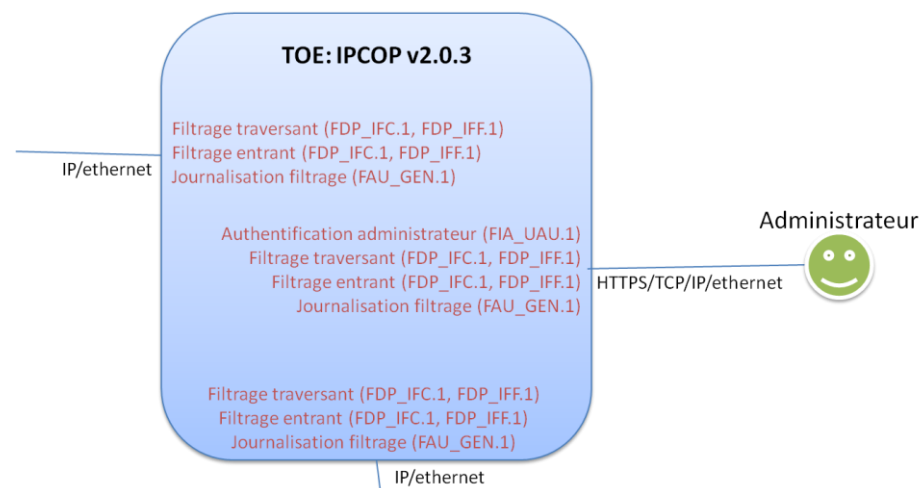 TOE: IPCOP v2.0.3
Filtrage traversant (FDP_IFC.1, FDP_IFF.1)
Filtrage entrant (FDP_IFC.1, FDP_IFF.1)
Journalisation filtrage (FAU_GEN.1)
IP/ethernet
Administrateur
Authentification administrateur (FIA_UAU.1)
Filtrage traversant (FDP_IFC.1, FDP_IFF.1)
Filtrage entrant (FDP_IFC.1, FDP_IFF.1)
Journalisation filtrage (FAU_GEN.1)
HTTPS/TCP/IP/ethernet
Filtrage traversant (FDP_IFC.1, FDP_IFF.1)
Filtrage entrant (FDP_IFC.1, FDP_IFF.1)
Journalisation filtrage (FAU_GEN.1)
IP/ethernet